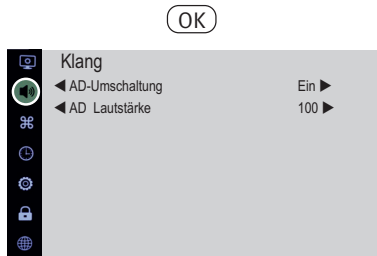 OK
Klang
◀ AD-Umschaltung Ein ▶
◀ AD Lautstärke 100 ▶